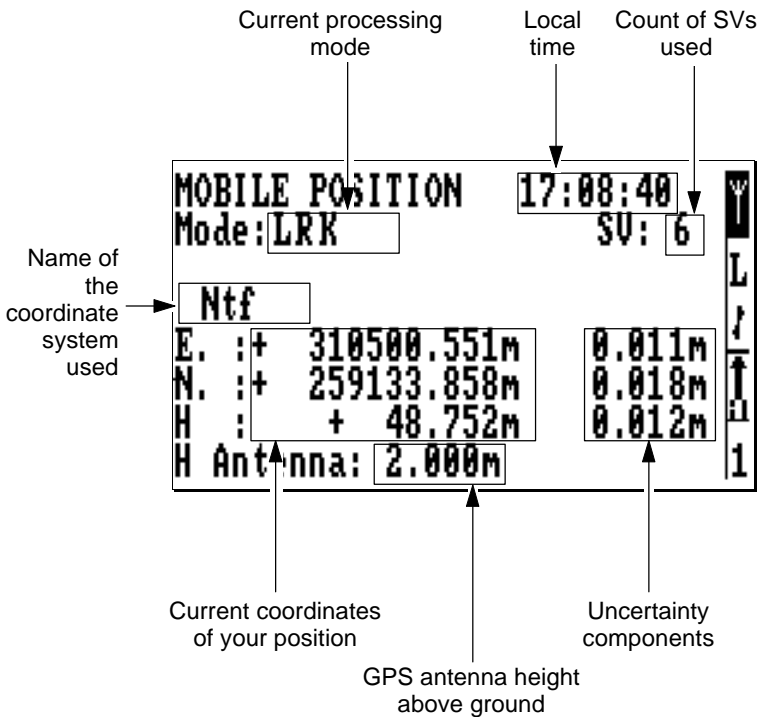 Current processing
mode
Local
time
Count of SVs
used
MOBILE POSITION 17:08:40
Mode:LRK SV: 6
L
Name of
the
coordinate
system
used
Ntf
E. :+ 310500.551m 0.011m
N. :+ 259133.858m 0.018m
H : + 48.752m 0.012m
H Antenna: 2.000m 1
Current coordinates
of your position
Uncertainty
components
GPS antenna height
above ground